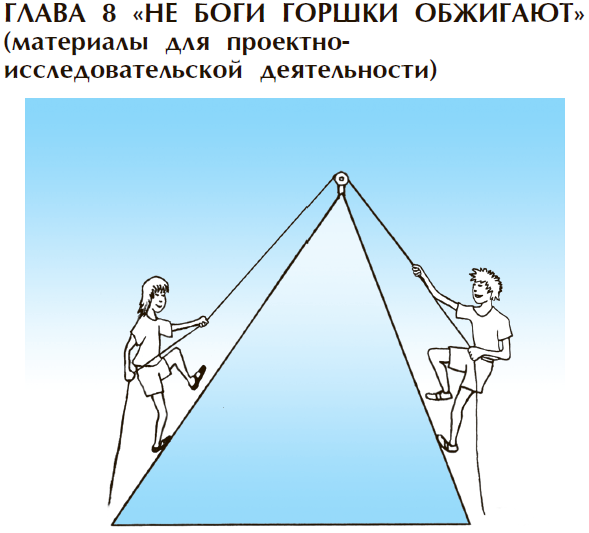 ГЛАВА 8 «НЕ БОГИ ГОРШКИ ОБЖИГАЮТ»
(материалы для проектно-
исследовательской деятельности)